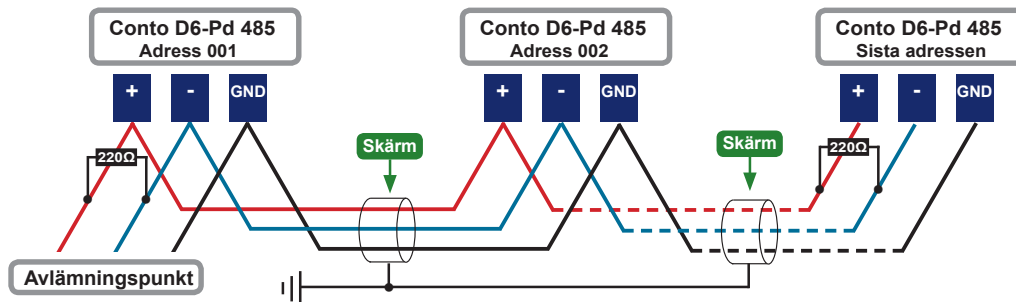 Conto D6-Pd 485
Adress 001
Conto D6-Pd 485
Adress 002
Conto D6-Pd 485
Sista adressen
+ - GND
+ - GND
+ - GND
220Ω
Skärm
Skärm
220Ω
Avlämningspunkt